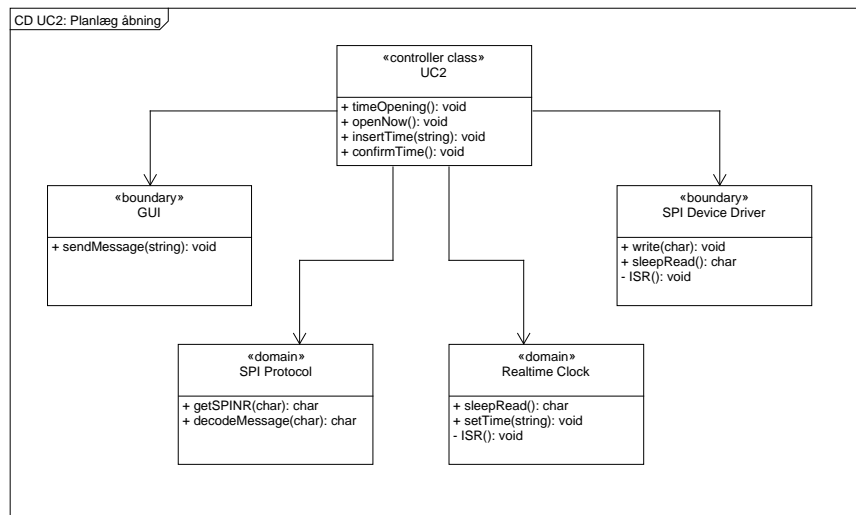 CD UC2: Planlæg åbning
«controller class»
UC2
+ timeOpening(): void
+ openNow(): void
+ insertTime(string): void
+ confirmTime(): void
«boundary»
GUI
+ sendMessage(string): void
«boundary»
SPI Device Driver
+ write(char): void
+ sleepRead(): char
- ISR(): void
«domain»
SPI Protocol
+ getSPINR(char): char
+ decodeMessage(char): char
«domain»
Realtime Clock
+ sleepRead(): char
+ setTime(string): void
- ISR(): void